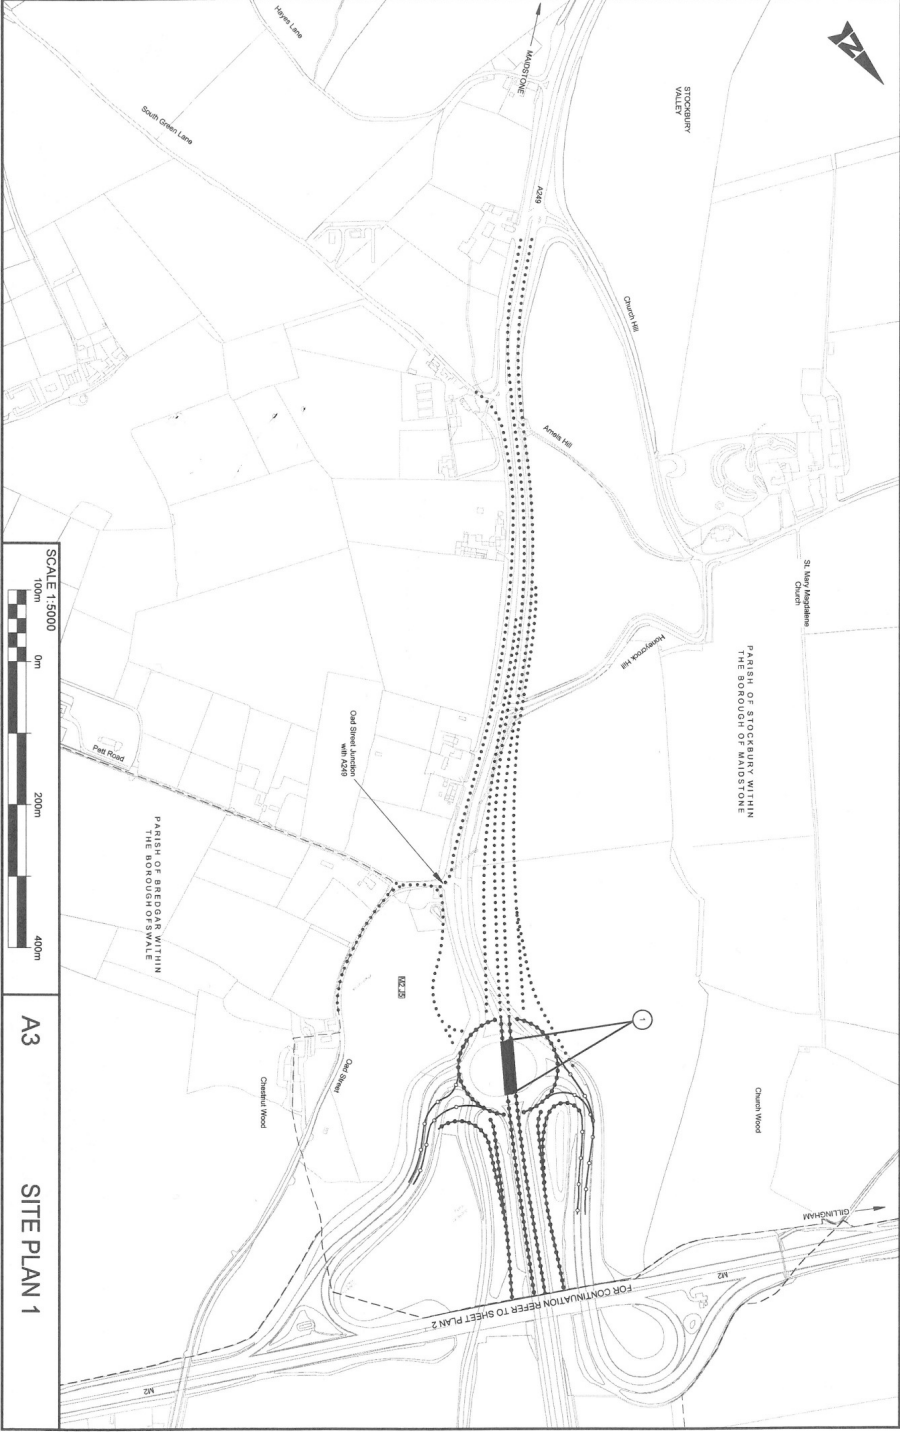 N
Hayes Lane
South Green Lane
MAIDSTONE
STOCKBURY
VALLEY
A249
Church Hill
Amels Hill
St. Mary Magdalene
Church
Honeycrock Hill
PARISH OF STOCKBURY WITHIN
THE BOROUGH OF MAIDSTONE
Oad Street Junction
with A249
Pett Road
PARISH OF BREDGAR WITHIN
THE BOROUGH OF SWALE
M2 J5
1
Oad Street
Chestnut Wood
Church Wood
GILLINGHAM
M2
FOR CONTINUATION REFER TO SHEET PLAN 2
M2
SCALE 1:5000
100m
0m
200m
400m
A3
SITE PLAN 1